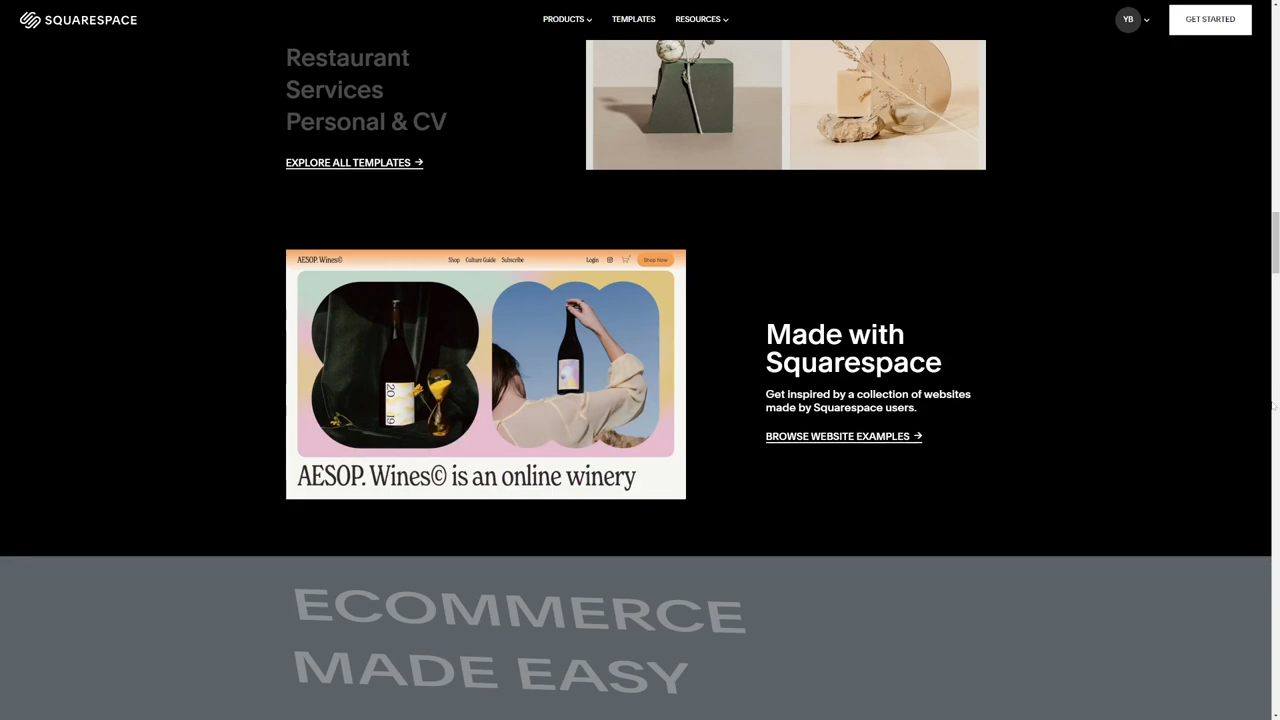 SQUARESPACE
PRODUCTS
TEMPLATES
RESOURCES
YB
GET STARTED
Restaurant
Services
Personal & CV
EXPLORE ALL TEMPLATES →
AESOP. Wines©
Shop
Culture Guide
Subscribe
Login
Shop Now
20
19
AESOP. Wines© is an online winery
Made with
Squarespace
Get inspired by a collection of websites
made by Squarespace users.
BROWSE WEBSITE EXAMPLES →
ECOMMERCE
MADE EASY